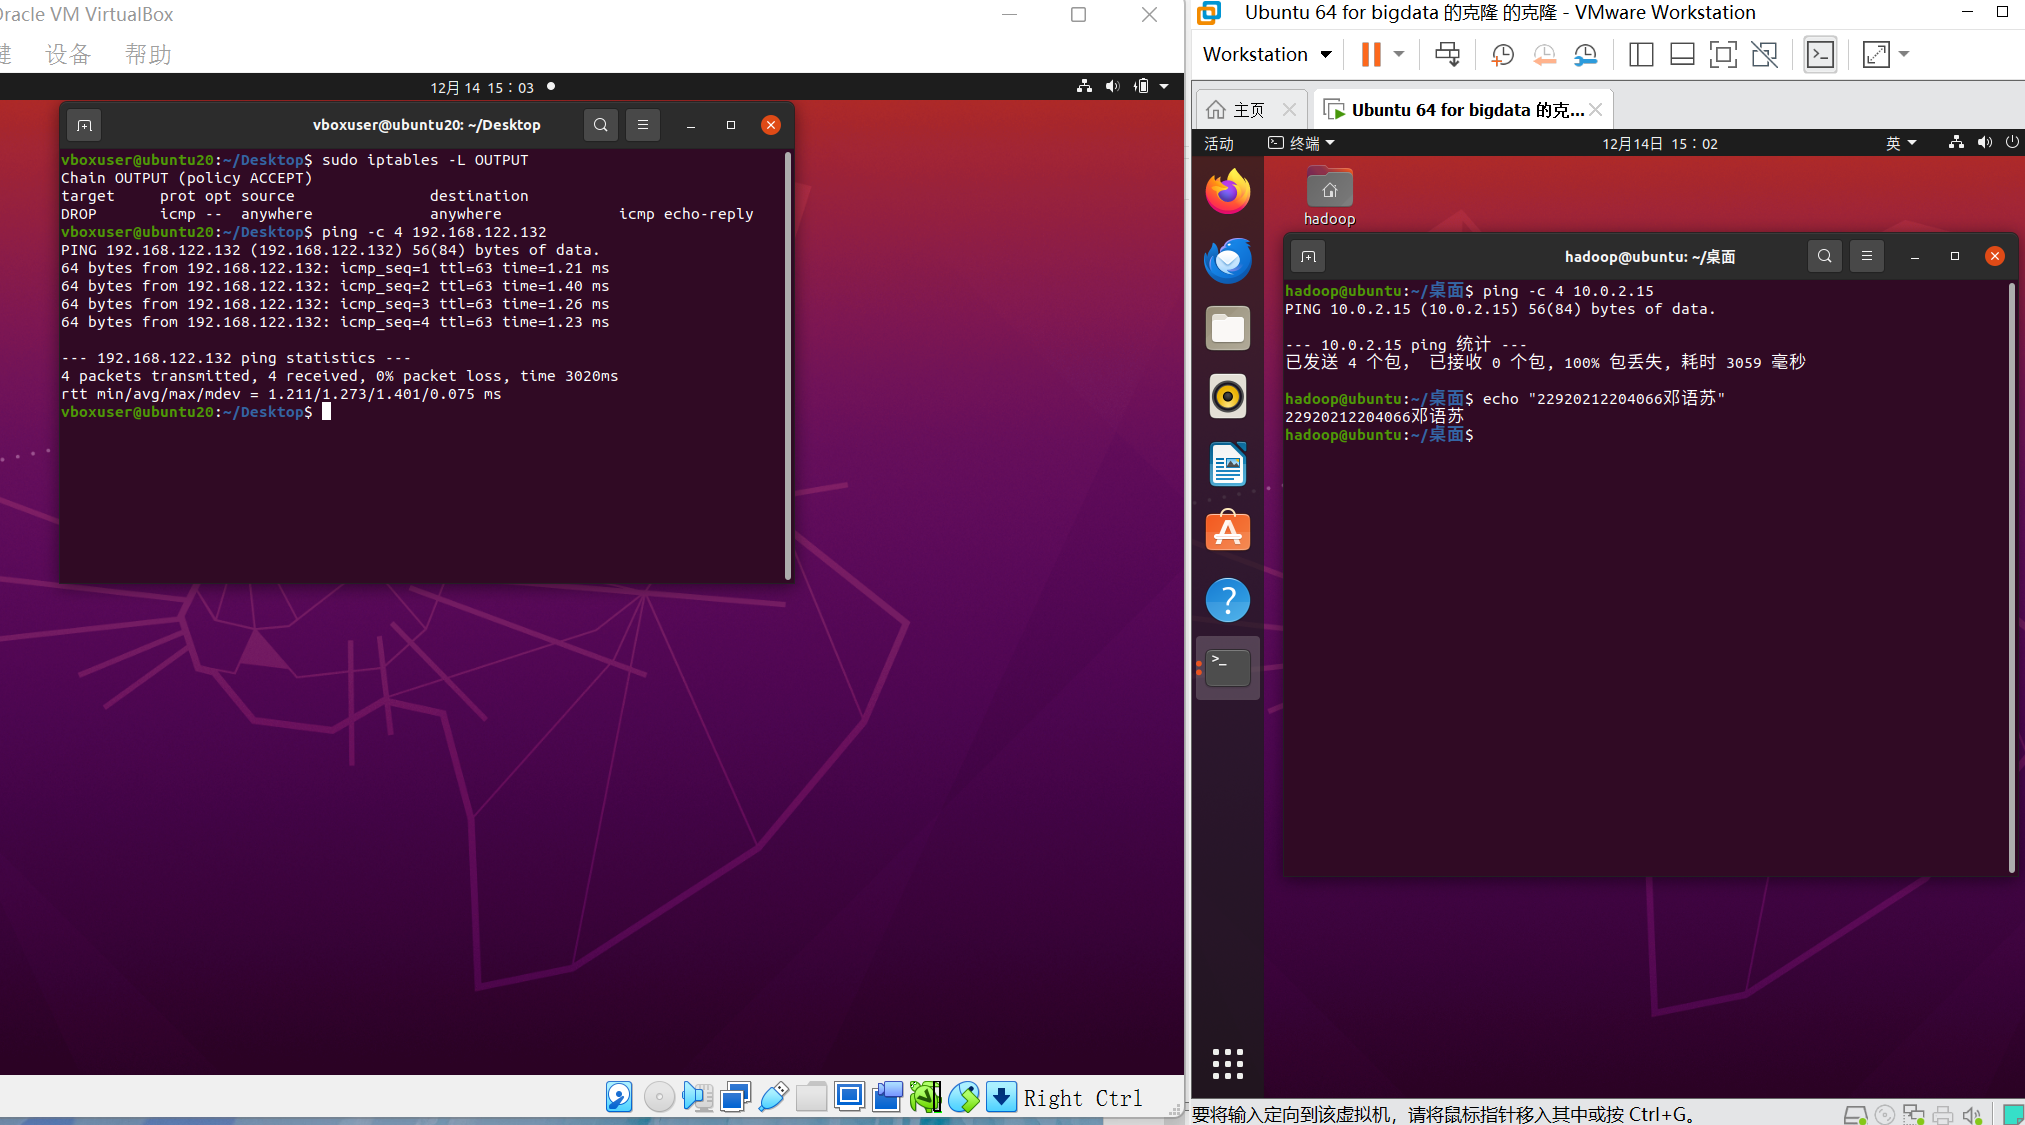 Oracle VM VirtualBox
键 设备 帮助
12月 14 15：03
vboxuser@ubuntu20: ~/Desktop
vboxuser@ubuntu20:~/Desktop$ sudo iptables -L OUTPUT
Chain OUTPUT (policy ACCEPT)
target     prot opt source               destination
DROP       icmp --  anywhere             anywhere             icmp echo-reply
vboxuser@ubuntu20:~/Desktop$ ping -c 4 192.168.122.132
PING 192.168.122.132 (192.168.122.132) 56(84) bytes of data.
64 bytes from 192.168.122.132: icmp_seq=1 ttl=63 time=1.21 ms
64 bytes from 192.168.122.132: icmp_seq=2 ttl=63 time=1.40 ms
64 bytes from 192.168.122.132: icmp_seq=3 ttl=63 time=1.26 ms
64 bytes from 192.168.122.132: icmp_seq=4 ttl=63 time=1.23 ms
--- 192.168.122.132 ping statistics ---
4 packets transmitted, 4 received, 0% packet loss, time 3020ms
rtt min/avg/max/mdev = 1.211/1.273/1.401/0.075 ms
vboxuser@ubuntu20:~/Desktop$
Right Ctrl
Ubuntu 64 for bigdata 的克隆 的克隆 - VMware Workstation
Workstation
主页
Ubuntu 64 for bigdata 的克...
活动 终端 12月14日 15：02 英
hadoop
hadoop@ubuntu: ~/桌面
hadoop@ubuntu:~/桌面$ ping -c 4 10.0.2.15
PING 10.0.2.15 (10.0.2.15) 56(84) bytes of data.
--- 10.0.2.15 ping 统计 ---
已发送 4 个包， 已接收 0 个包, 100% 包丢失, 耗时 3059 毫秒
hadoop@ubuntu:~/桌面$ echo "22920212204066邓语苏"
22920212204066邓语苏
hadoop@ubuntu:~/桌面$
要将输入定向到该虚拟机，请将鼠标指针移入其中或按 Ctrl+G。